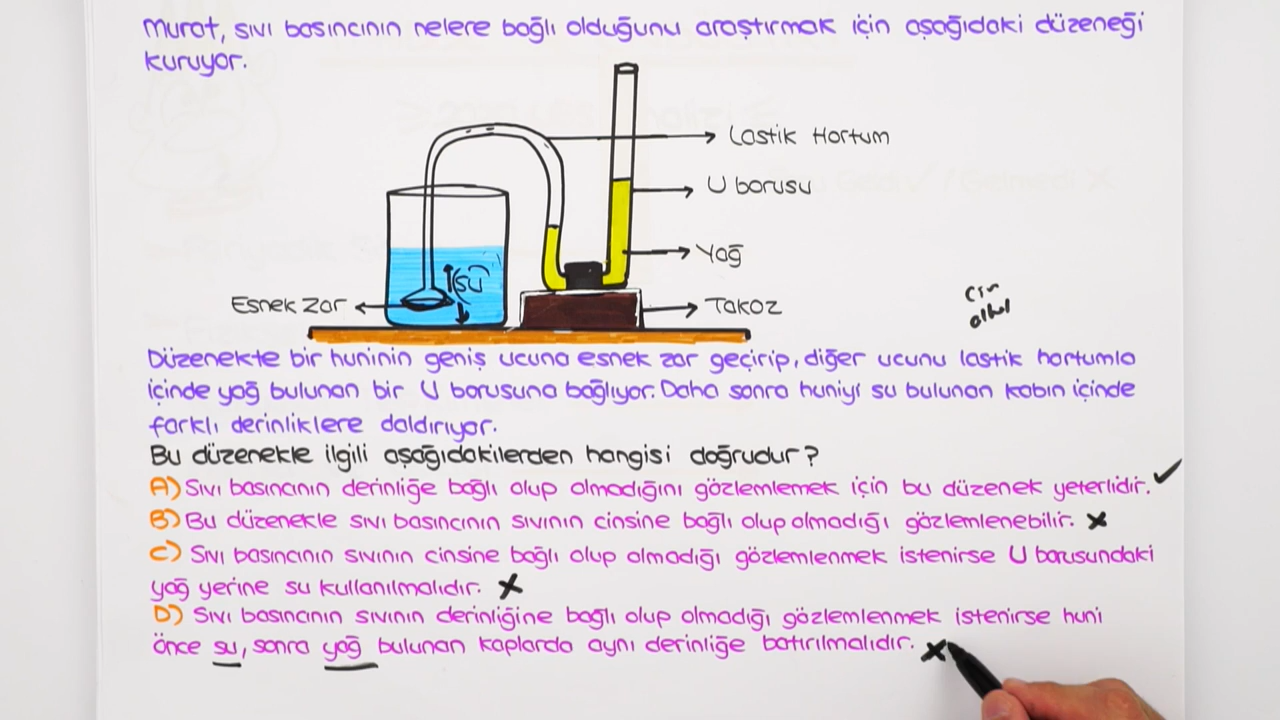 Murat, sıvı basıncının nelere bağlı olduğunu araştırmak için aşağıdaki düzeneği
kuruyor.
Lastik Hortum
U borusu
Yağ
Su
Esnek zar
Takoz
Cin
alkol
Düzenekte bir huninin geniş ucuna esnek zar geçirip, diğer ucunu lastik hortumla
içinde yağ bulunan bir U borusuna bağlıyor. Daha sonra huniyi su bulunan kabın içinde
farklı derinliklere daldırıyor.
Bu düzenekle ilgili aşağıdakilerden hangisi doğrudur?
A) Sıvı basıncının derinliğe bağlı olup olmadığını gözlemlemek için bu düzenek yeterlidir.
B) Bu düzenekle sıvı basıncının sıvının cinsine bağlı olup olmadığı gözlemlenebilir.
C) Sıvı basıncının sıvının cinsine bağlı olup olmadığı gözlemlenmek istenirse U borusundaki
yağ yerine su kullanılmalıdır.
D) Sıvı basıncının sıvının derinliğine bağlı olup olmadığı gözlemlenmek istenirse huni
önce su, sonra yağ bulunan kaplarda aynı derinliğe batırılmalıdır.